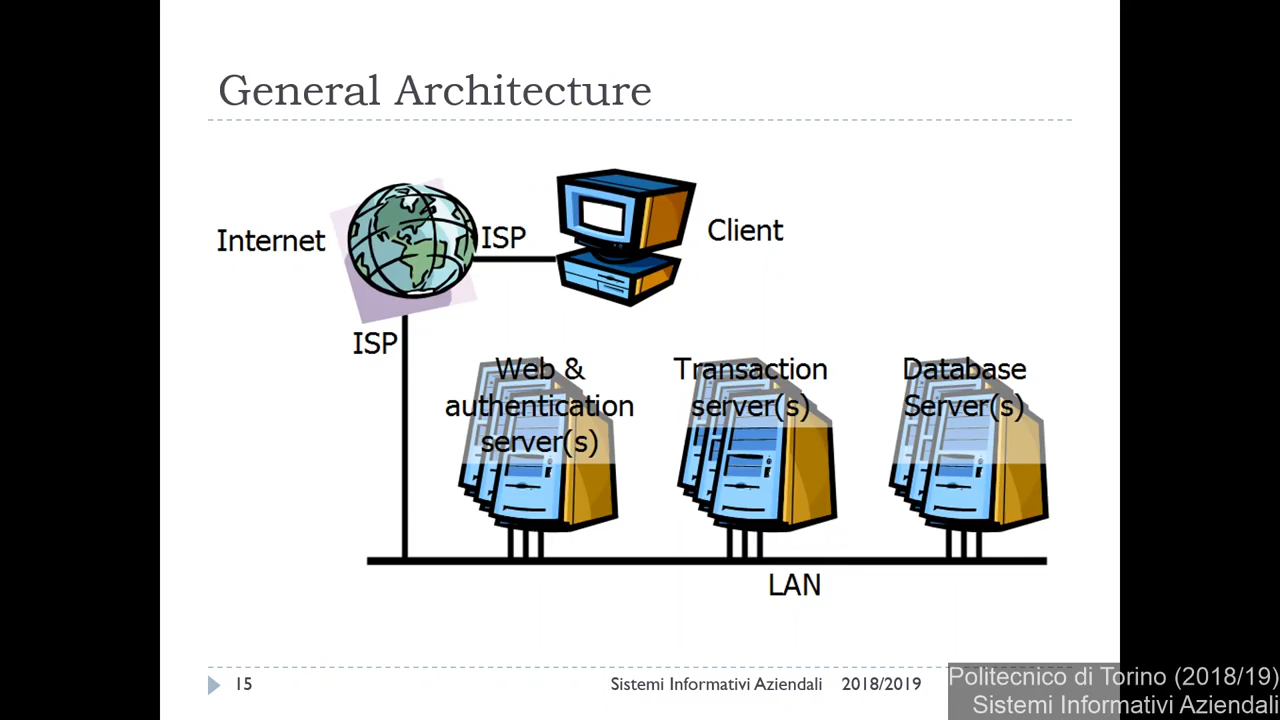 General Architecture
Internet
ISP
Client
ISP
Web &
authentication
server(s)
Transaction
server(s)
Database
Server(s)
LAN
15
Sistemi Informativi Aziendali
2018/2019
Politecnico di Torino (2018/19)
Sistemi Informativi Aziendali